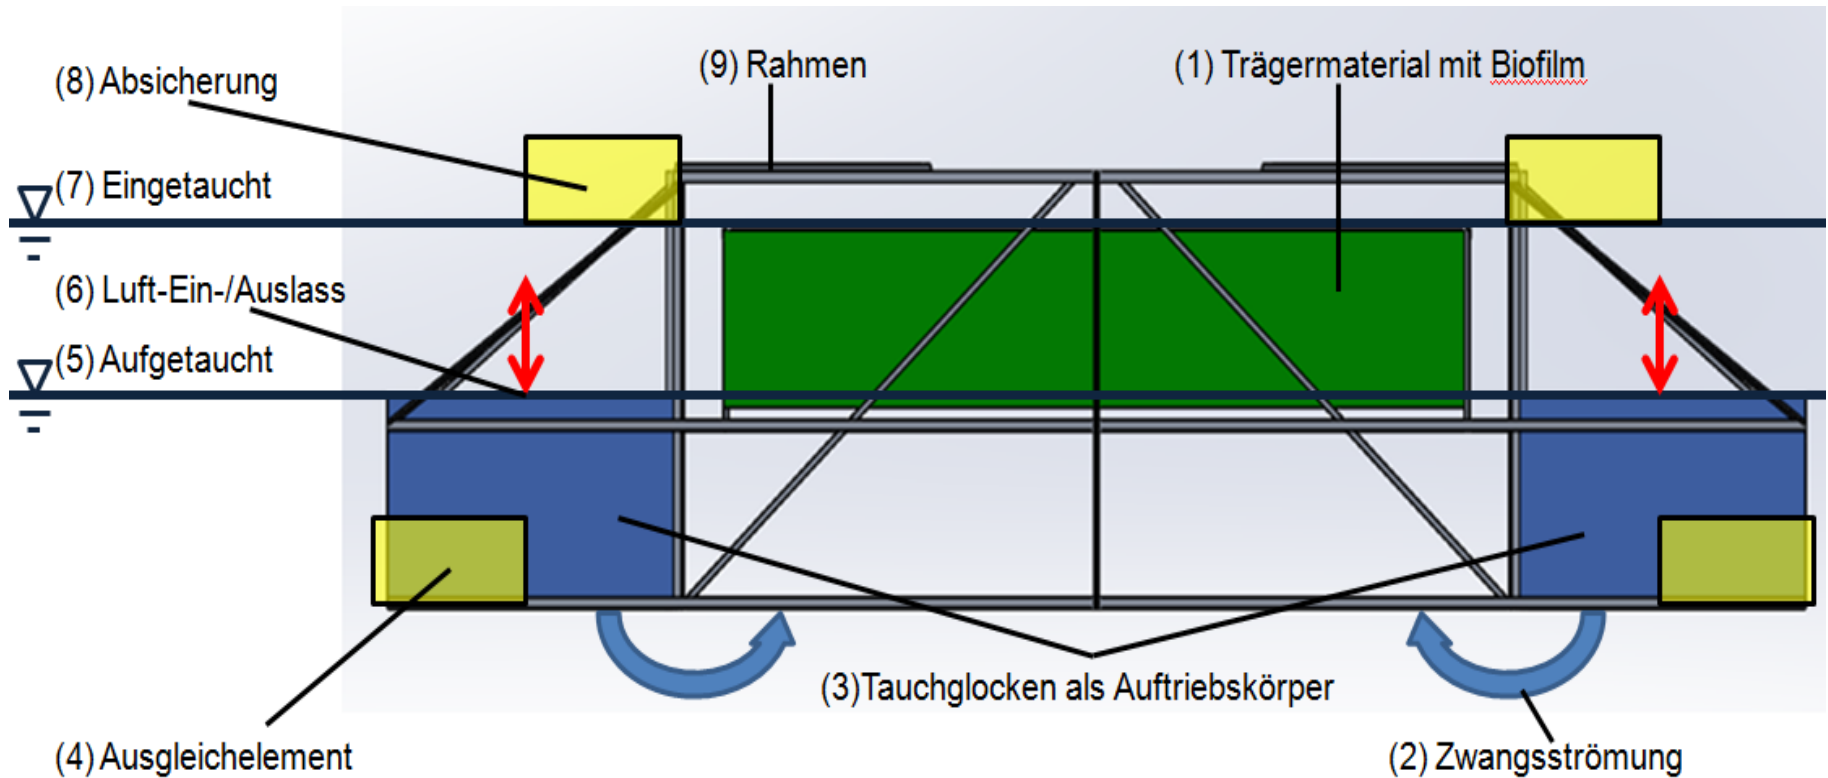 (9) Rahmen
(1) Trägermaterial mit Biofilm
(8) Absicherung
(7) Eingetaucht
(6) Luft-Ein-/Auslass
(5) Aufgetaucht
(3)Tauchglocken als Auftriebskörper
(4) Ausgleichelement
(2) Zwangsströmung